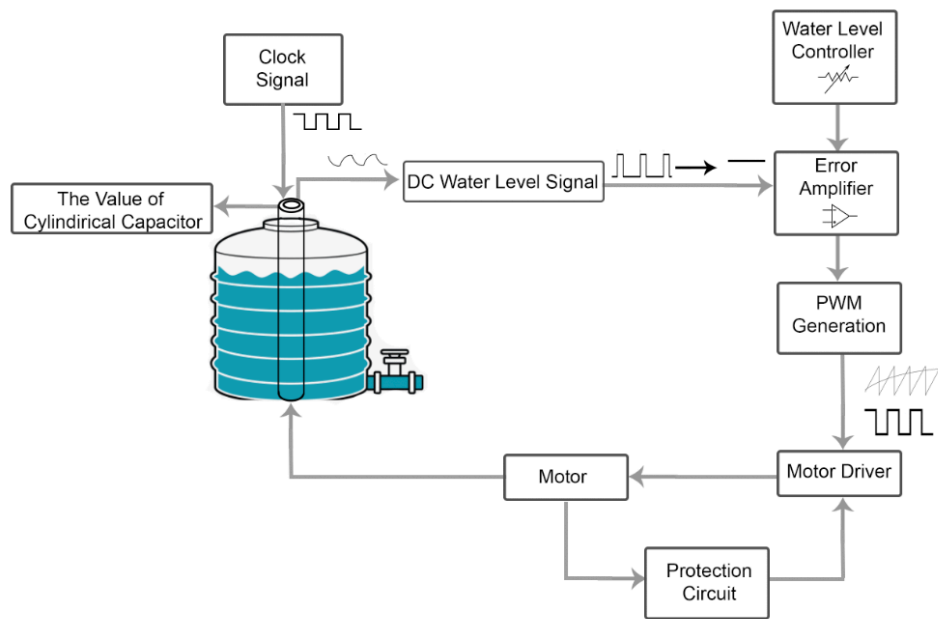 Clock
Signal
Water Level
Controller
DC Water Level Signal
Error
Amplifier
The Value of
Cylindirical Capacitor
PWM
Generation
Motor
Motor Driver
Protection
Circuit